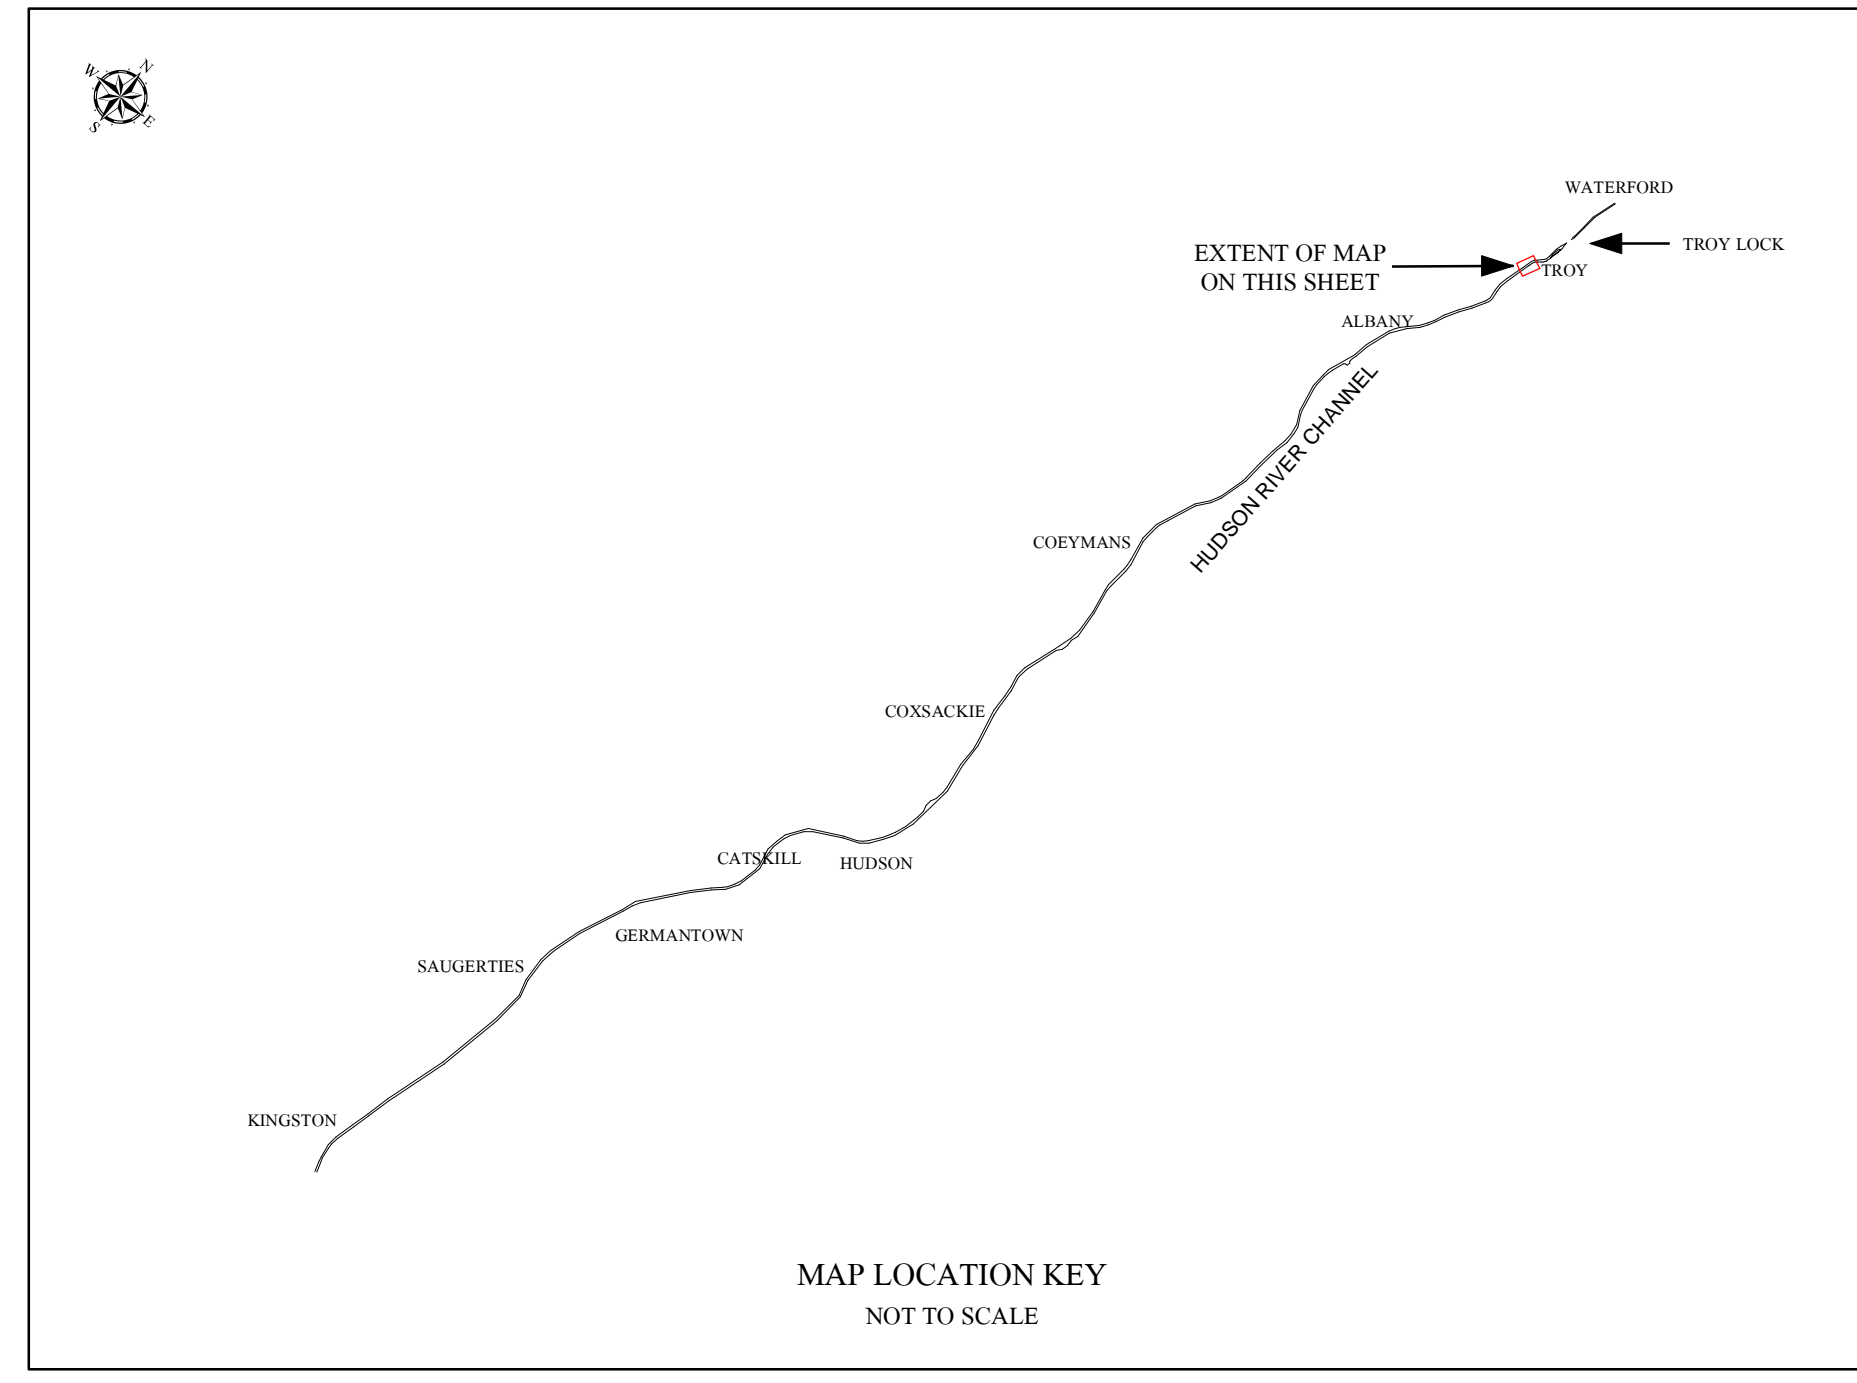 W N
S E
WATERFORD
TROY LOCK
EXTENT OF MAP
ON THIS SHEET
TROY
ALBANY
HUDSON RIVER CHANNEL
COEYMANS
COXSACKIE
CATSKILL
HUDSON
GERMANTOWN
SAUGERTIES
KINGSTON
MAP LOCATION KEY
NOT TO SCALE